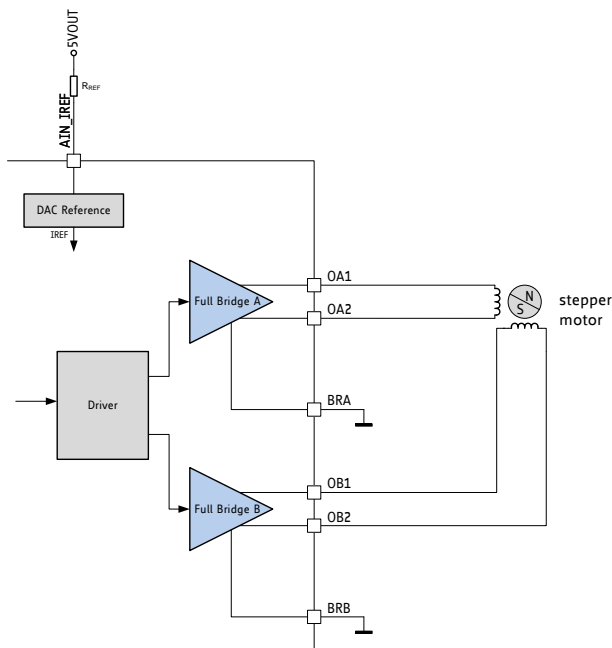 5VOUT
RREF
AIN_IREF
DAC Reference
IREF
Full Bridge A
OA1
OA2
N
S
stepper
motor
BRA
Driver
Full Bridge B
OB1
OB2
BRB